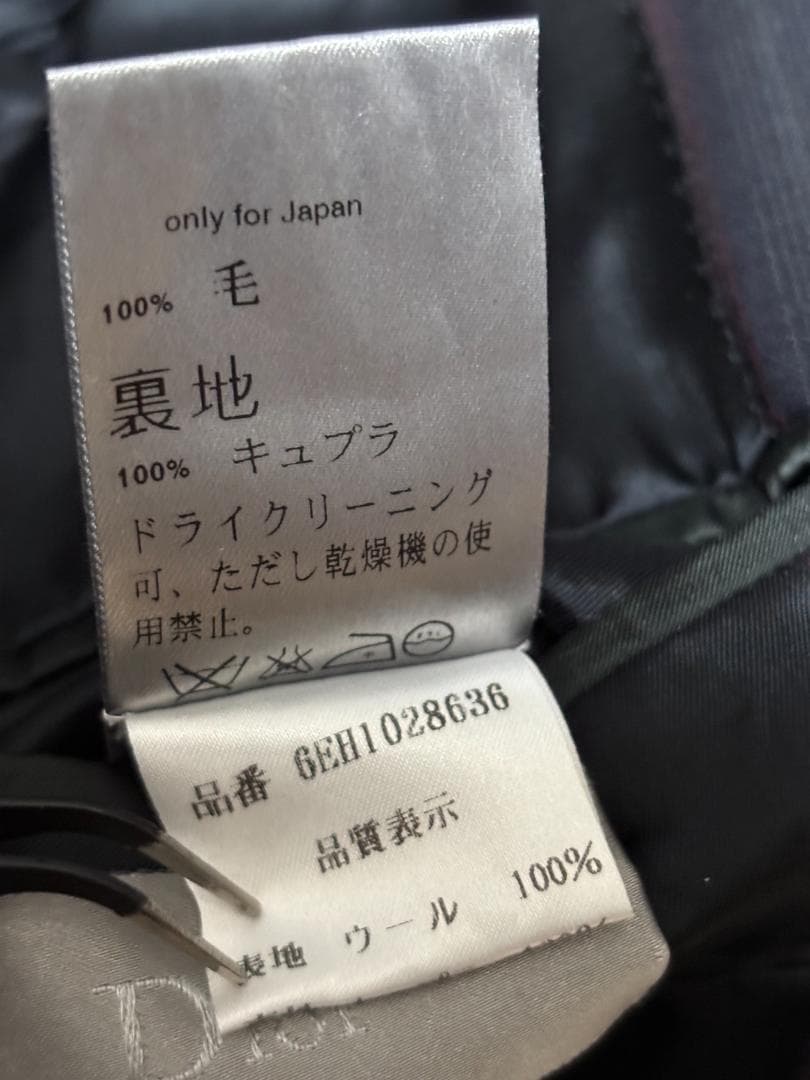 only for Japan
100% 毛
裏地
100% キュプラ
ドライクリーニング
可、ただし乾燥機の使
用禁止。
品番 6EH1028636
品質表示
表地 ウール 100%
Dior